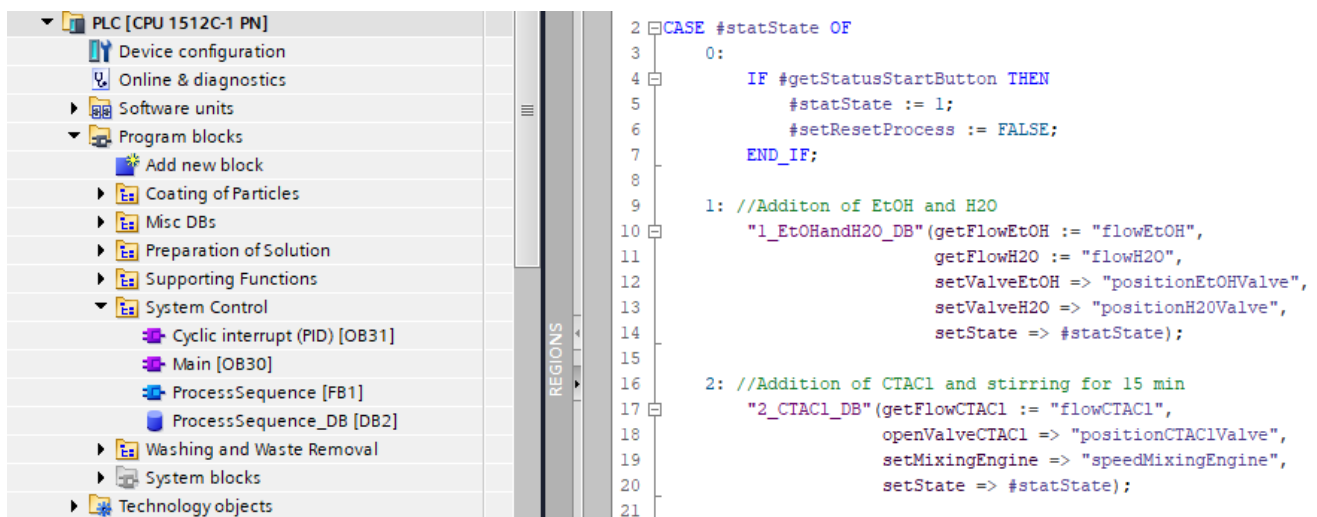 PLC [CPU 1512C-1 PN]
Device configuration
Online & diagnostics
Software units
Program blocks
Add new block
Coating of Particles
Misc DBs
Preparation of Solution
Supporting Functions
System Control
Cyclic interrupt (PID) [OB31]
Main [OB30]
ProcessSequence [FB1]
ProcessSequence_DB [DB2]
Washing and Waste Removal
System blocks
Technology objects
REGIONS
2 CASE #statState OF
3 0:
4 IF #getStatusStartButton THEN
5 #statState := 1;
6 #setResetProcess := FALSE;
7 END_IF;
8
9 1: //Additon of EtOH and H2O
10 "1_EtOHandH2O_DB"(getFlowEtOH := "flowEtOH",
11 getFlowH2O := "flowH2O",
12 setValveEtOH => "positionEtOHValve",
13 setValveH2O => "positionH2OValve",
14 setState => #statState);
15
16 2: //Addition of CTACl and stirring for 15 min
17 "2_CTACl_DB"(getFlowCTACl := "flowCTACl",
18 openValveCTACl => "positionCTAClValve",
19 setMixingEngine => "speedMixingEngine",
20 setState => #statState);
21